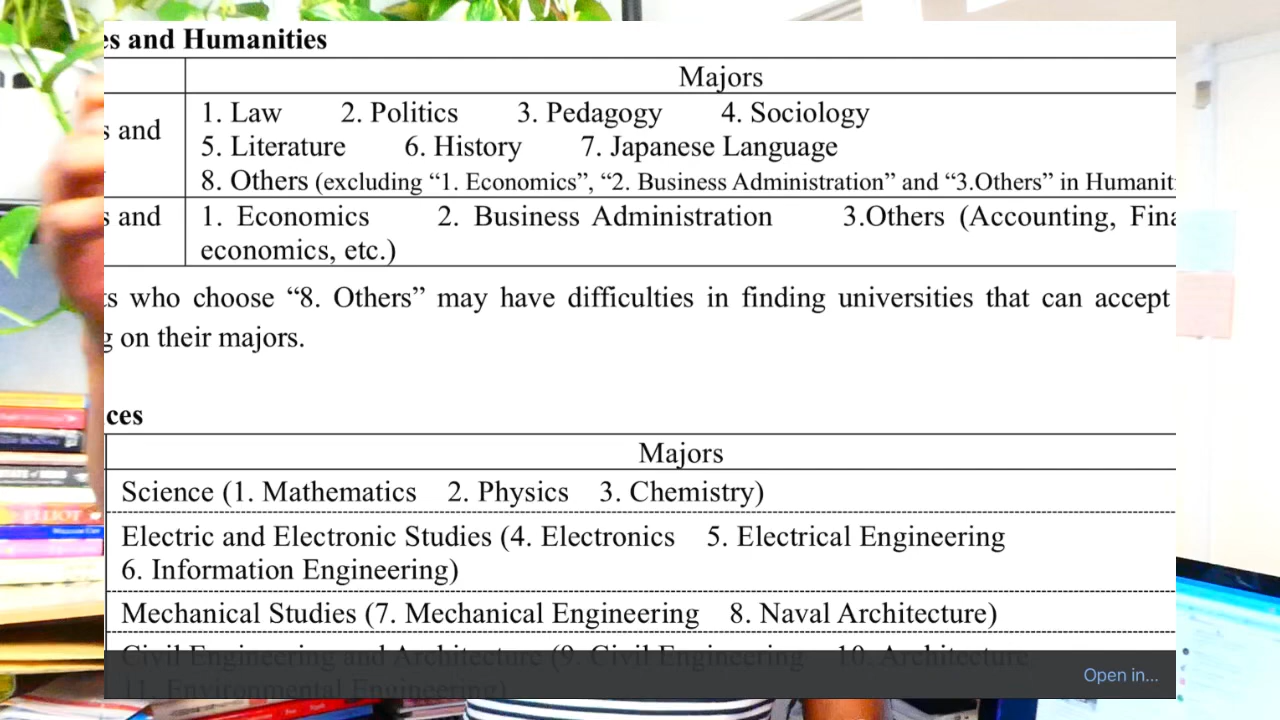 es and Humanities
Majors
s and
1. Law 2. Politics 3. Pedagogy 4. Sociology
5. Literature 6. History 7. Japanese Language
8. Others (excluding “1. Economics”, “2. Business Administration” and “3.Others” in Humanit
s and
1. Economics 2. Business Administration 3.Others (Accounting, Fina
economics, etc.)
s who choose “8. Others” may have difficulties in finding universities that can accept
g on their majors.
ces
Majors
Science (1. Mathematics 2. Physics 3. Chemistry)
Electric and Electronic Studies (4. Electronics 5. Electrical Engineering
6. Information Engineering)
Mechanical Studies (7. Mechanical Engineering 8. Naval Architecture)
Civil Engineering and Architecture (9. Civil Engineering 10. Architecture
11. Environmental Engineering)
Open in...
ELLIOT